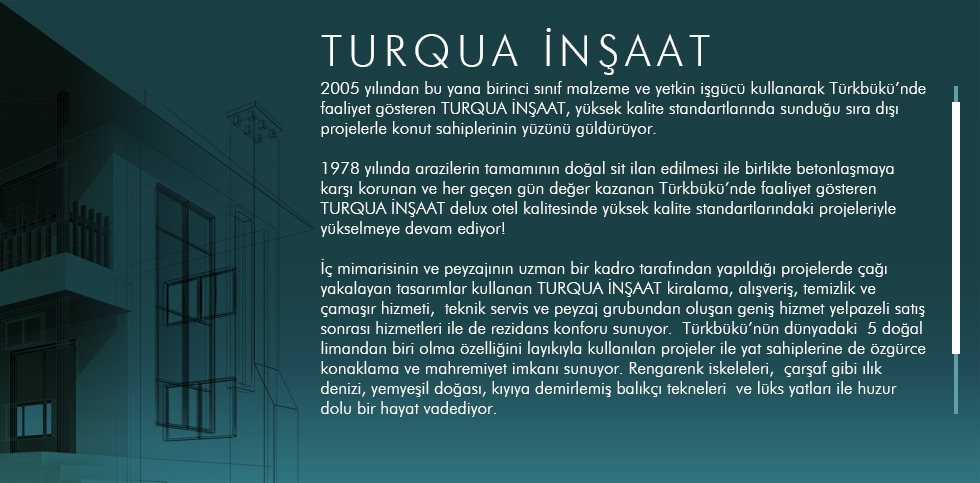 TURQUA İNŞAAT
2005 yılından bu yana birinci sınıf malzeme ve yetkin işgücü kullanarak Türkbükü’nde
faaliyet gösteren TURQUA İNŞAAT, yüksek kalite standartlarında sunduğu sıra dışı
projelerle konut sahiplerinin yüzünü güldürüyor.
1978 yılında arazilerin tamamının doğal sit ilan edilmesi ile birlikte betonlaşmaya
karşı korunan ve her geçen gün değer kazanan Türkbükü’nde faaliyet gösteren
TURQUA İNŞAAT delux otel kalitesinde yüksek kalite standartlarındaki projeleriyle
yükselmeye devam ediyor!
İç mimarisinin ve peyzajının uzman bir kadro tarafından yapıldığı projelerde çağı
yakalayan tasarımlar kullanan TURQUA İNŞAAT kiralama, alışveriş, temizlik ve
çamaşır hizmeti, teknik servis ve peyzaj grubundan oluşan geniş hizmet yelpazeli satış
sonrası hizmetleri ile de rezidans konforu sunuyor. Türkbükü’nün dünyadaki 5 doğal
limandan biri olma özelliğini layıkıyla kullanılan projeler ile yat sahiplerine de özgürce
konaklama ve mahremiyet imkanı sunuyor. Rengarenk iskeleleri, çarşaf gibi ılık
denizi, yemyeşil doğası, kıyıya demirlemiş balıkçı tekneleri ve lüks yatları ile huzur
dolu bir hayat vadediyor.